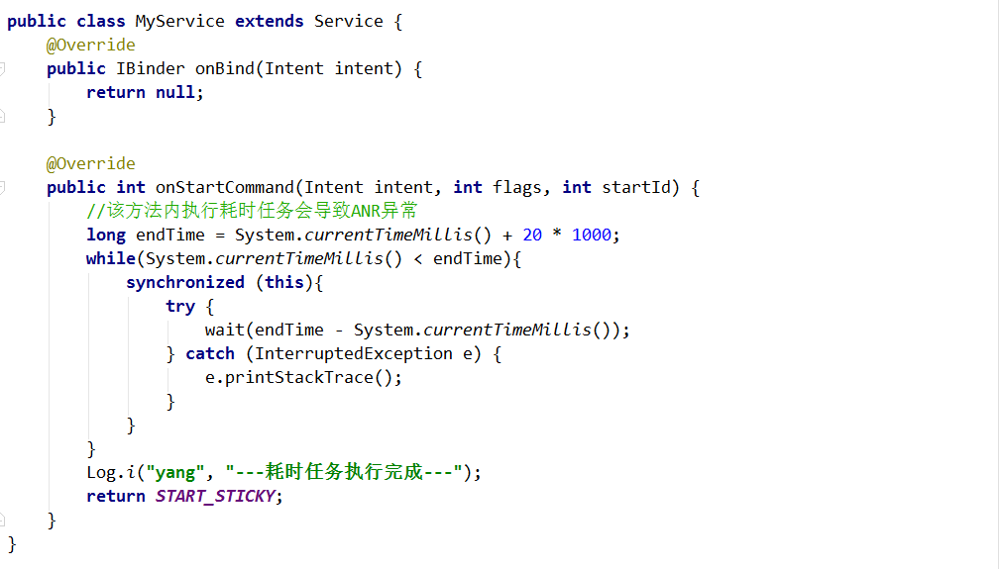 public class MyService extends Service {
    @Override
    public IBinder onBind(Intent intent) {
        return null;
    }
    @Override
    public int onStartCommand(Intent intent, int flags, int startId) {
        //该方法内执行耗时任务会导致ANR异常
        long endTime = System.currentTimeMillis() + 20 * 1000;
        while(System.currentTimeMillis() < endTime){
            synchronized (this){
                try {
                    wait(endTime - System.currentTimeMillis());
                } catch (InterruptedException e) {
                    e.printStackTrace();
                }
            }
        }
        Log.i("yang", "---耗时任务执行完成---");
        return START_STICKY;
    }
}